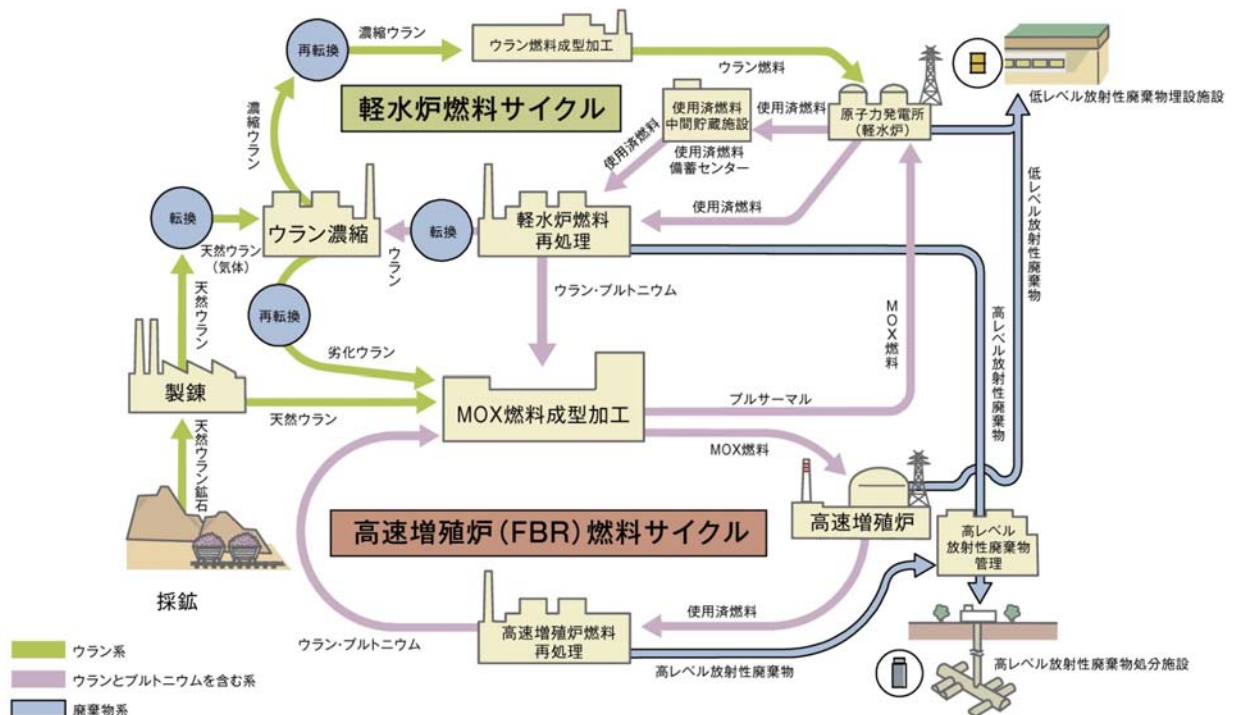 濃縮ウラン
再転換
ウラン燃料成型加工
ウラン燃料
低レベル放射性廃棄物埋設施設
軽水炉燃料サイクル
使用済燃料
中間貯蔵施設
使用済燃料
原子力発電所
(軽水炉)
濃縮ウラン
使用済燃料
使用済燃料
備蓄センター
低レベル放射性廃棄物
転換
ウラン濃縮
転換
軽水炉燃料
再処理
使用済燃料
天然ウラン
(気体)
ウラン
天然ウラン
ウラン・プルトニウム
MOX燃料
高レベル放射性廃棄物
再転換
劣化ウラン
製錬
天然ウラン
MOX燃料成型加工
プルサーマル
MOX燃料
天然ウラン鉱石
高速増殖炉(FBR)燃料サイクル
高速増殖炉
高レベル
放射性廃棄物
管理
採鉱
使用済燃料
ウラン・プルトニウム
高速増殖炉燃料
再処理
高レベル放射性廃棄物
高レベル放射性廃棄物処分施設
ウラン系
ウランとプルトニウムを含む系
廃棄物系